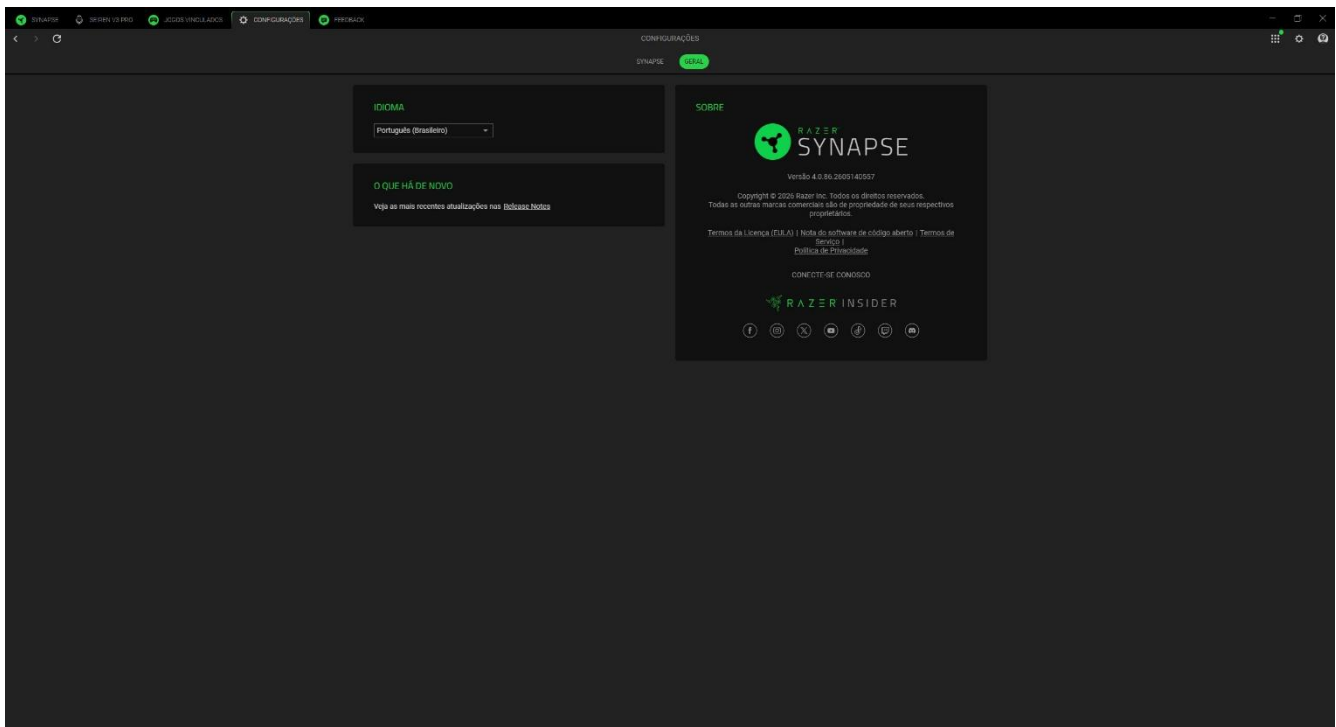 SYNAPSE
SEIREN V3 PRO
JOGOS VINCULADOS
CONFIGURAÇÕES
FEEDBACK
CONFIGURAÇÕES
SYNAPSE
GERAL
IDIOMA
Português (Brasileiro)
O QUE HÁ DE NOVO
Veja as mais recentes atualizações nas Release Notes
SOBRE
RAZER
SYNAPSE
Versão 4.0.86.2605140557
Copyright © 2026 Razer Inc. Todos os direitos reservados.
Todas as outras marcas comerciais são de propriedade de seus respectivos
proprietários.
Termos da Licença (EULA) | Nota do software de código aberto | Termos de
Serviço |
Política de Privacidade
CONECTE-SE CONOSCO
RAZER INSIDER